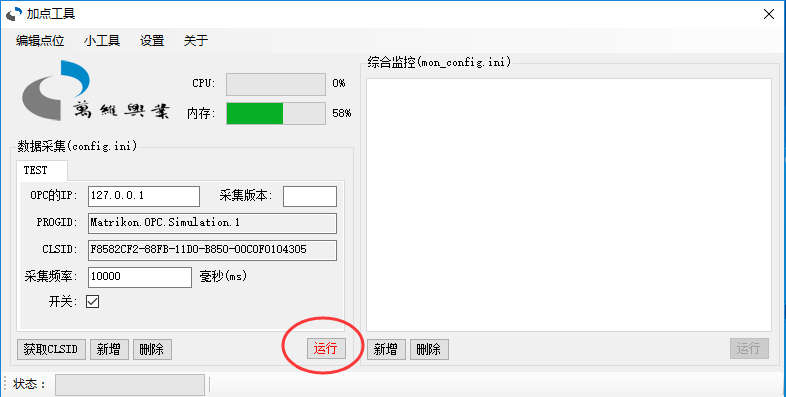 加点工具
编辑点位 小工具 设置 关于
萬維興業
CPU: 0%
内存: 58%
数据采集(config.ini)
TEST
OPC的IP: 127.0.0.1 采集版本:
PROGID: Matrikon.OPC.Simulation.1
CLSID: F8582CF2-88FB-11D0-B850-00C0F0104305
采集频率: 10000 毫秒(ms)
开关:
获取CLSID 新增 删除 运行
综合监控(mon_config.ini)
新增 删除 运行
状态：